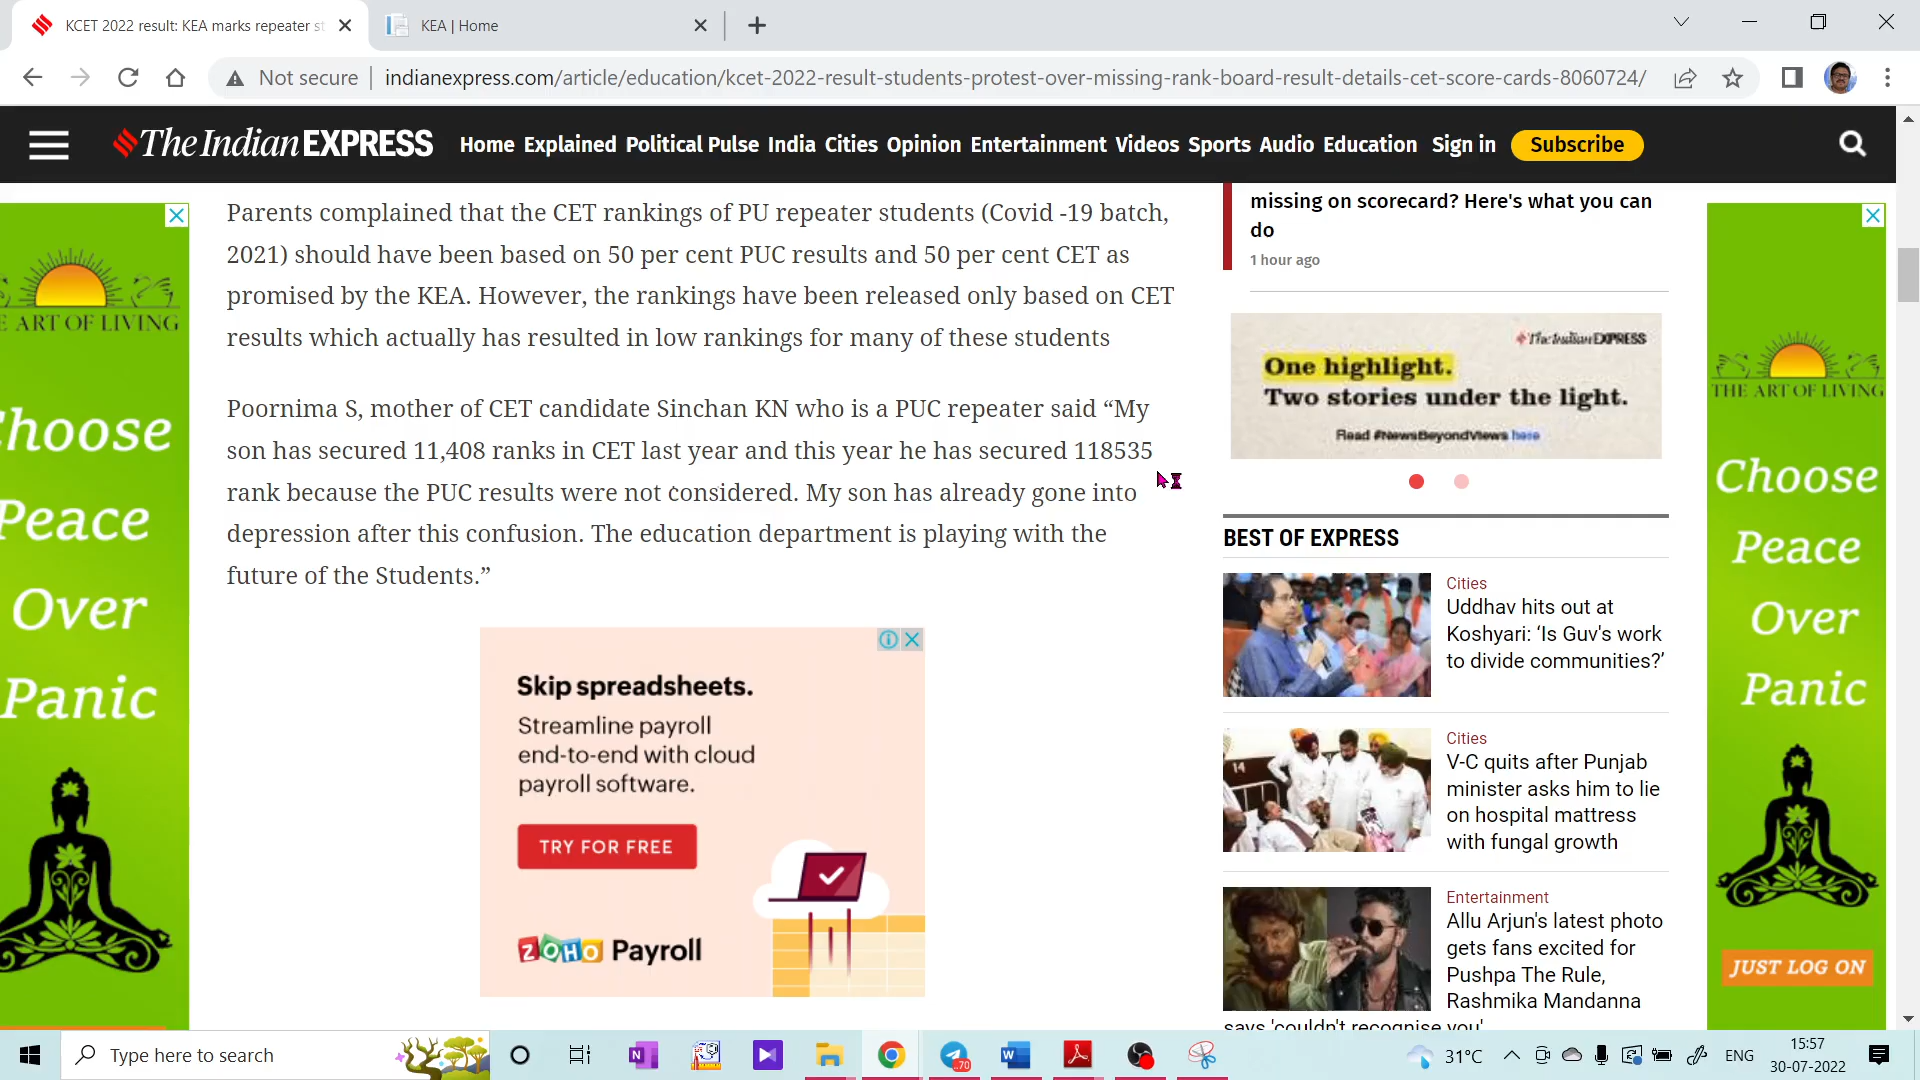 KCET 2022 result: KEA marks repeater st
KEA | Home
Not secure
indianexpress.com/article/education/kcet-2022-result-students-protest-over-missing-rank-board-result-details-cet-score-cards-8060724/
The Indian EXPRESS
Home Explained Political Pulse India Cities Opinion Entertainment Videos Sports Audio Education Sign in Subscribe
Parents complained that the CET rankings of PU repeater students (Covid -19 batch,
2021) should have been based on 50 per cent PUC results and 50 per cent CET as
promised by the KEA. However, the rankings have been released only based on CET
results which actually has resulted in low rankings for many of these students
Poornima S, mother of CET candidate Sinchan KN who is a PUC repeater said “My
son has secured 11,408 ranks in CET last year and this year he has secured 118535
rank because the PUC results were not considered. My son has already gone into
depression after this confusion. The education department is playing with the
future of the Students.”
Skip spreadsheets.
Streamline payroll
end-to-end with cloud
payroll software.
TRY FOR FREE
ZOHO Payroll
missing on scorecard? Here's what you can
do
1 hour ago
The Indian EXPRESS
One highlight.
Two stories under the light.
Read #NewsBeyondViews here
BEST OF EXPRESS
Cities
Uddhav hits out at
Koshyari: ‘Is Guv's work
to divide communities?’
Cities
V-C quits after Punjab
minister asks him to lie
on hospital mattress
with fungal growth
14
Entertainment
Allu Arjun's latest photo
gets fans excited for
Pushpa The Rule,
Rashmika Mandanna
says 'couldn't recognise you'
E ART OF LIVING
Choose
Peace
Over
Panic
THE ART OF LIVING
Choose
Peace
Over
Panic
JUST LOG ON
Type here to search
70
31°C
ENG
15:57
30-07-2022